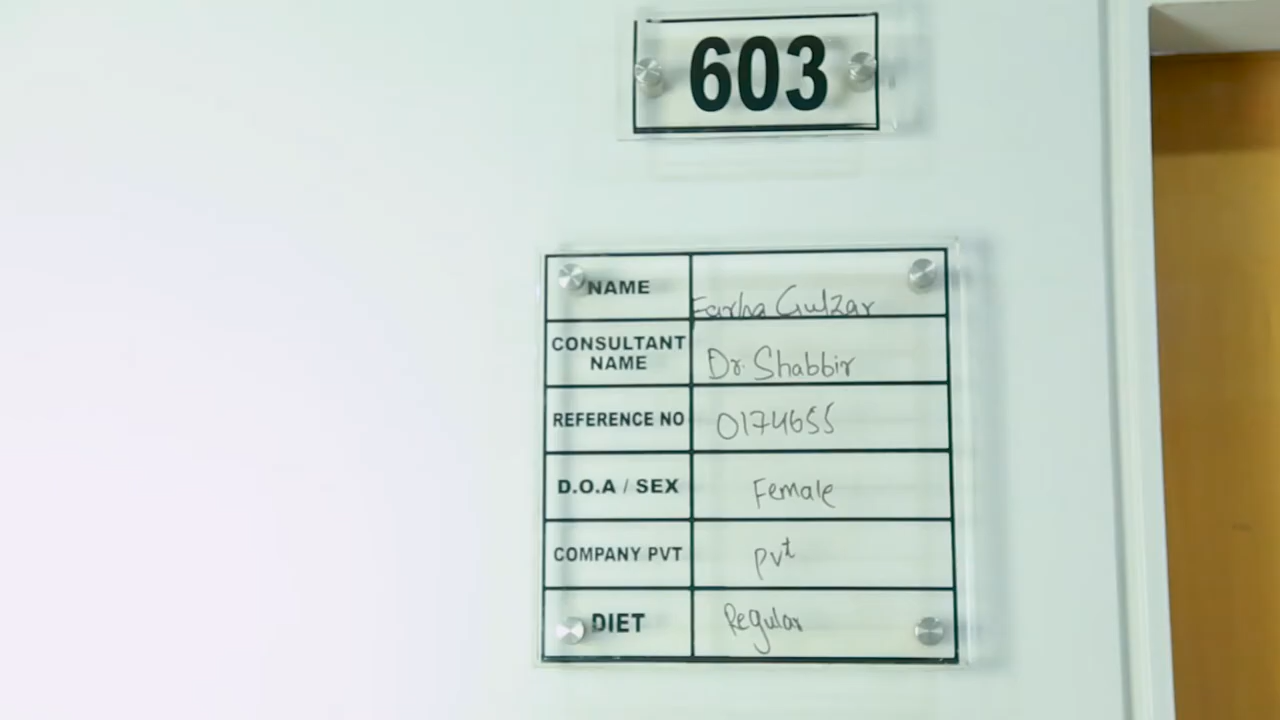 603
NAME Farha Gulzar
CONSULTANT NAME Dr. Shabbir
REFERENCE NO 0174655
D.O.A / SEX Female
COMPANY PVT Pvt
DIET Regular